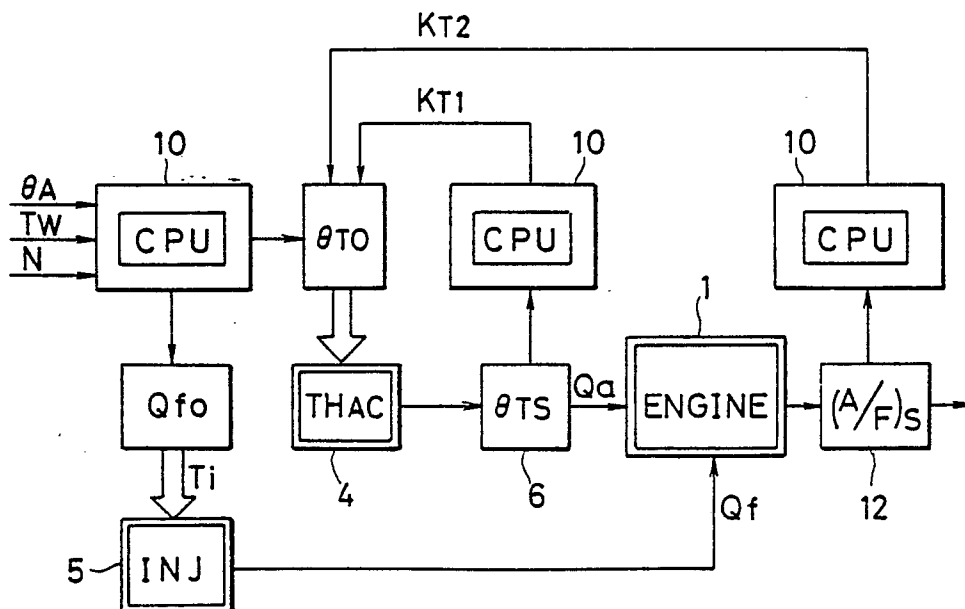 KT2
KT1
10
10
10
θA
TW
N
CPU
θTO
CPU
CPU
1
Qfo
THAC
θTS
Qa
ENGINE
(A/F)S
Ti
4
6
Qf
12
5
INJ